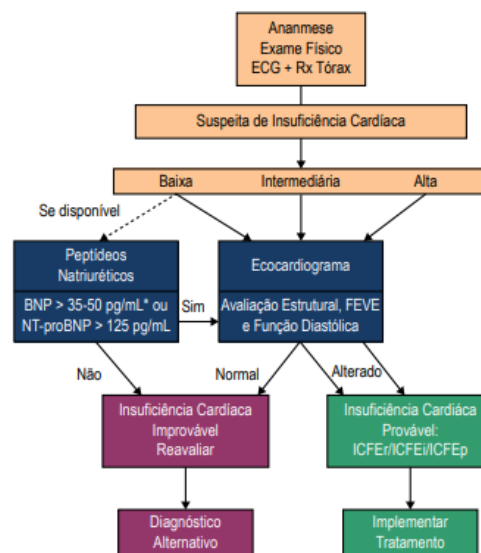 Ananmese
Exame Físico
ECG + Rx Tórax
Suspeita de Insuficiência Cardíaca
Baixa Intermediária Alta
Se disponível
Peptídeos
Natriuréticos
BNP > 35-50 pg/mL* ou
NT-proBNP > 125 pg/mL
Sim
Ecocardiograma
Avaliação Estrutural, FEVE
e Função Diastólica
Não
Normal
Alterado
Insuficiência Cardíaca
Improvável
Reavaliar
Insuficiência Cardiáca
Provável:
ICFEr/ICFEi/ICFEp
Diagnóstico
Alternativo
Implementar
Tratamento